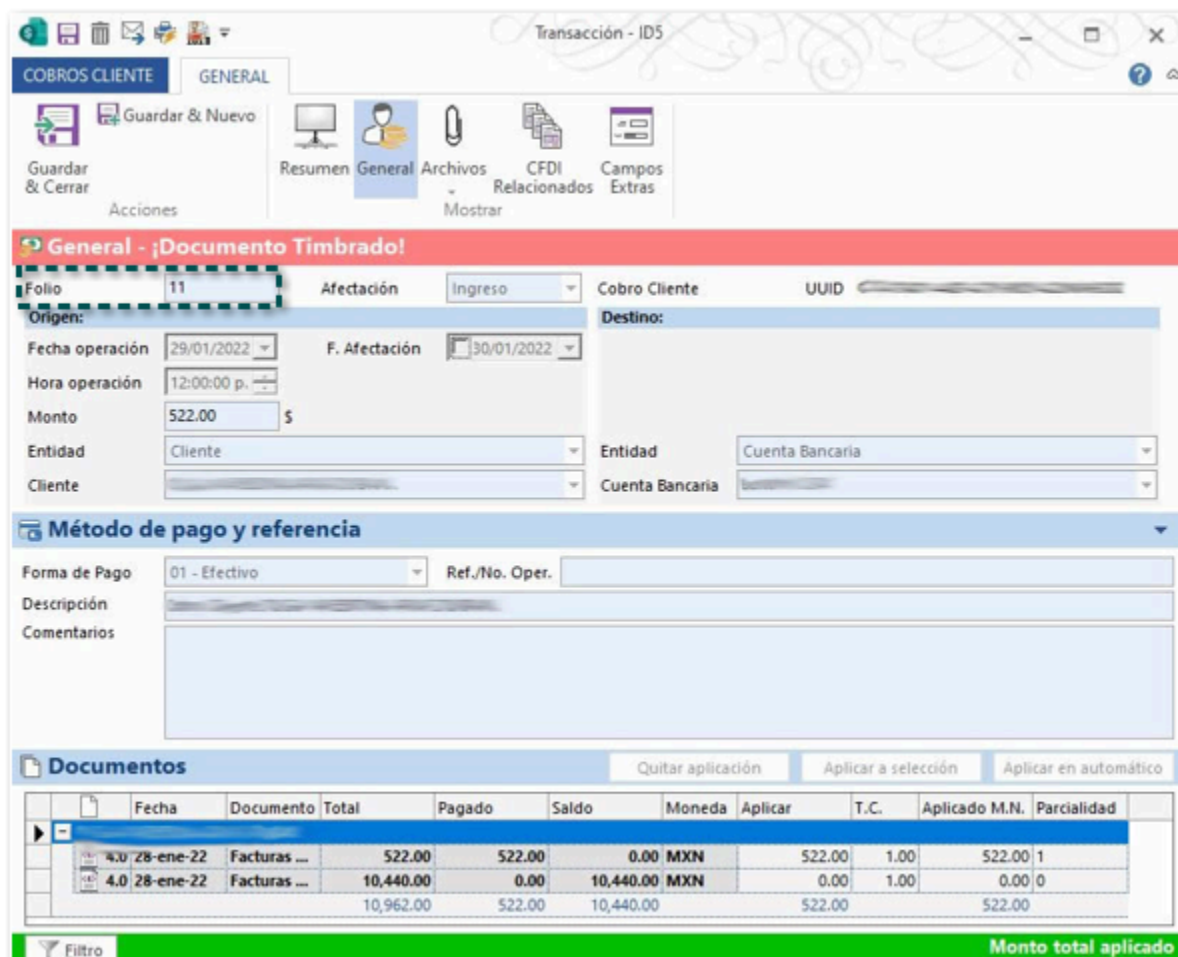 Transacción - ID5
COBROS CLIENTE GENERAL
Guardar & Cerrar
Guardar & Nuevo
Resumen General Archivos CFDI Relacionados Campos Extras
Acciones Mostrar
General - ¡Documento Timbrado!
Folio 11 Afectación Ingreso Cobro Cliente UUID
Origen: Destino:
Fecha operación 29/01/2022 F. Afectación 30/01/2022
Hora operación 12:00:00 p.
Monto 522.00 $
Entidad Cliente Entidad Cuenta Bancaria
Cliente Cuenta Bancaria
Método de pago y referencia
Forma de Pago 01 - Efectivo Ref./No. Oper.
Descripción
Comentarios
Documentos Quitar aplicación Aplicar a selección Aplicar en automático
Fecha Documento Total Pagado Saldo Moneda Aplicar T.C. Aplicado M.N. Parcialidad
4.0 28-ene-22 Facturas ... 522.00 522.00 0.00 MXN 522.00 1.00 522.00 1
4.0 28-ene-22 Facturas ... 10,440.00 0.00 10,440.00 MXN 0.00 1.00 0.00 0
10,962.00 522.00 10,440.00 522.00 522.00
Filtro Monto total aplicado